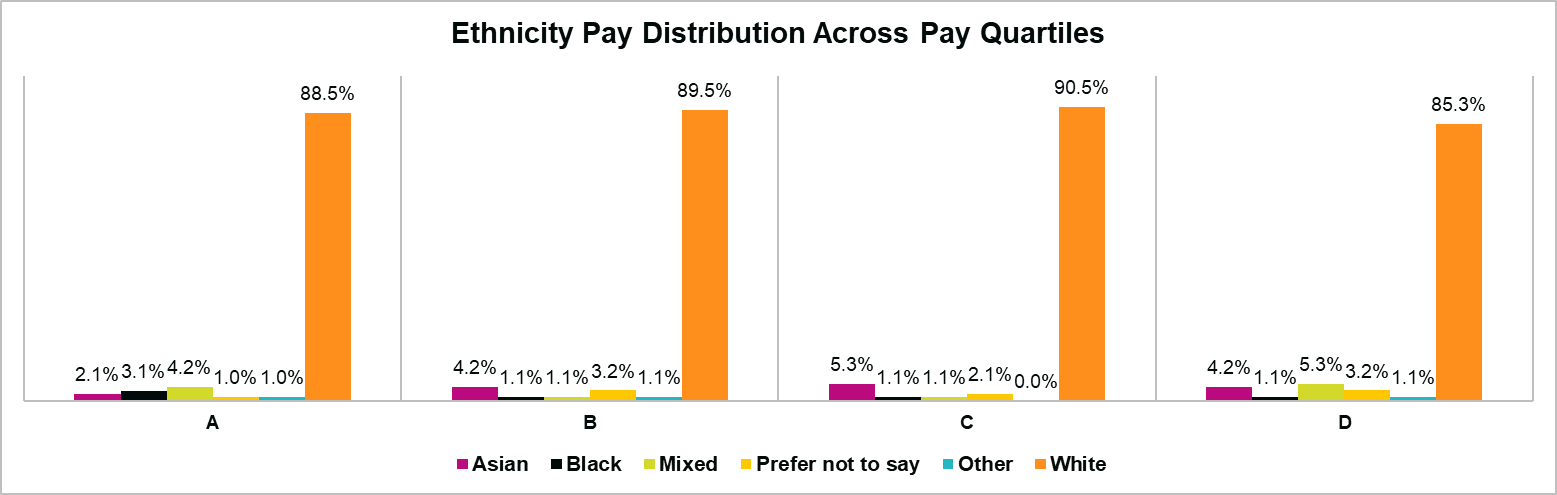 Ethnicity Pay Distribution Across Pay Quartiles
2.1% 3.1% 4.2% 1.0% 1.0% 88.5%
4.2% 1.1% 1.1% 3.2% 1.1% 89.5%
5.3% 1.1% 1.1% 2.1% 0.0% 90.5%
4.2% 1.1% 5.3% 3.2% 1.1% 85.3%
A B C D
Asian Black Mixed Prefer not to say Other White